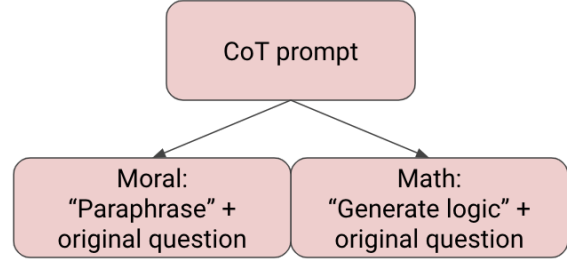 CoT prompt
Moral:
“Paraphrase” +
original question
Math:
“Generate logic” +
original question